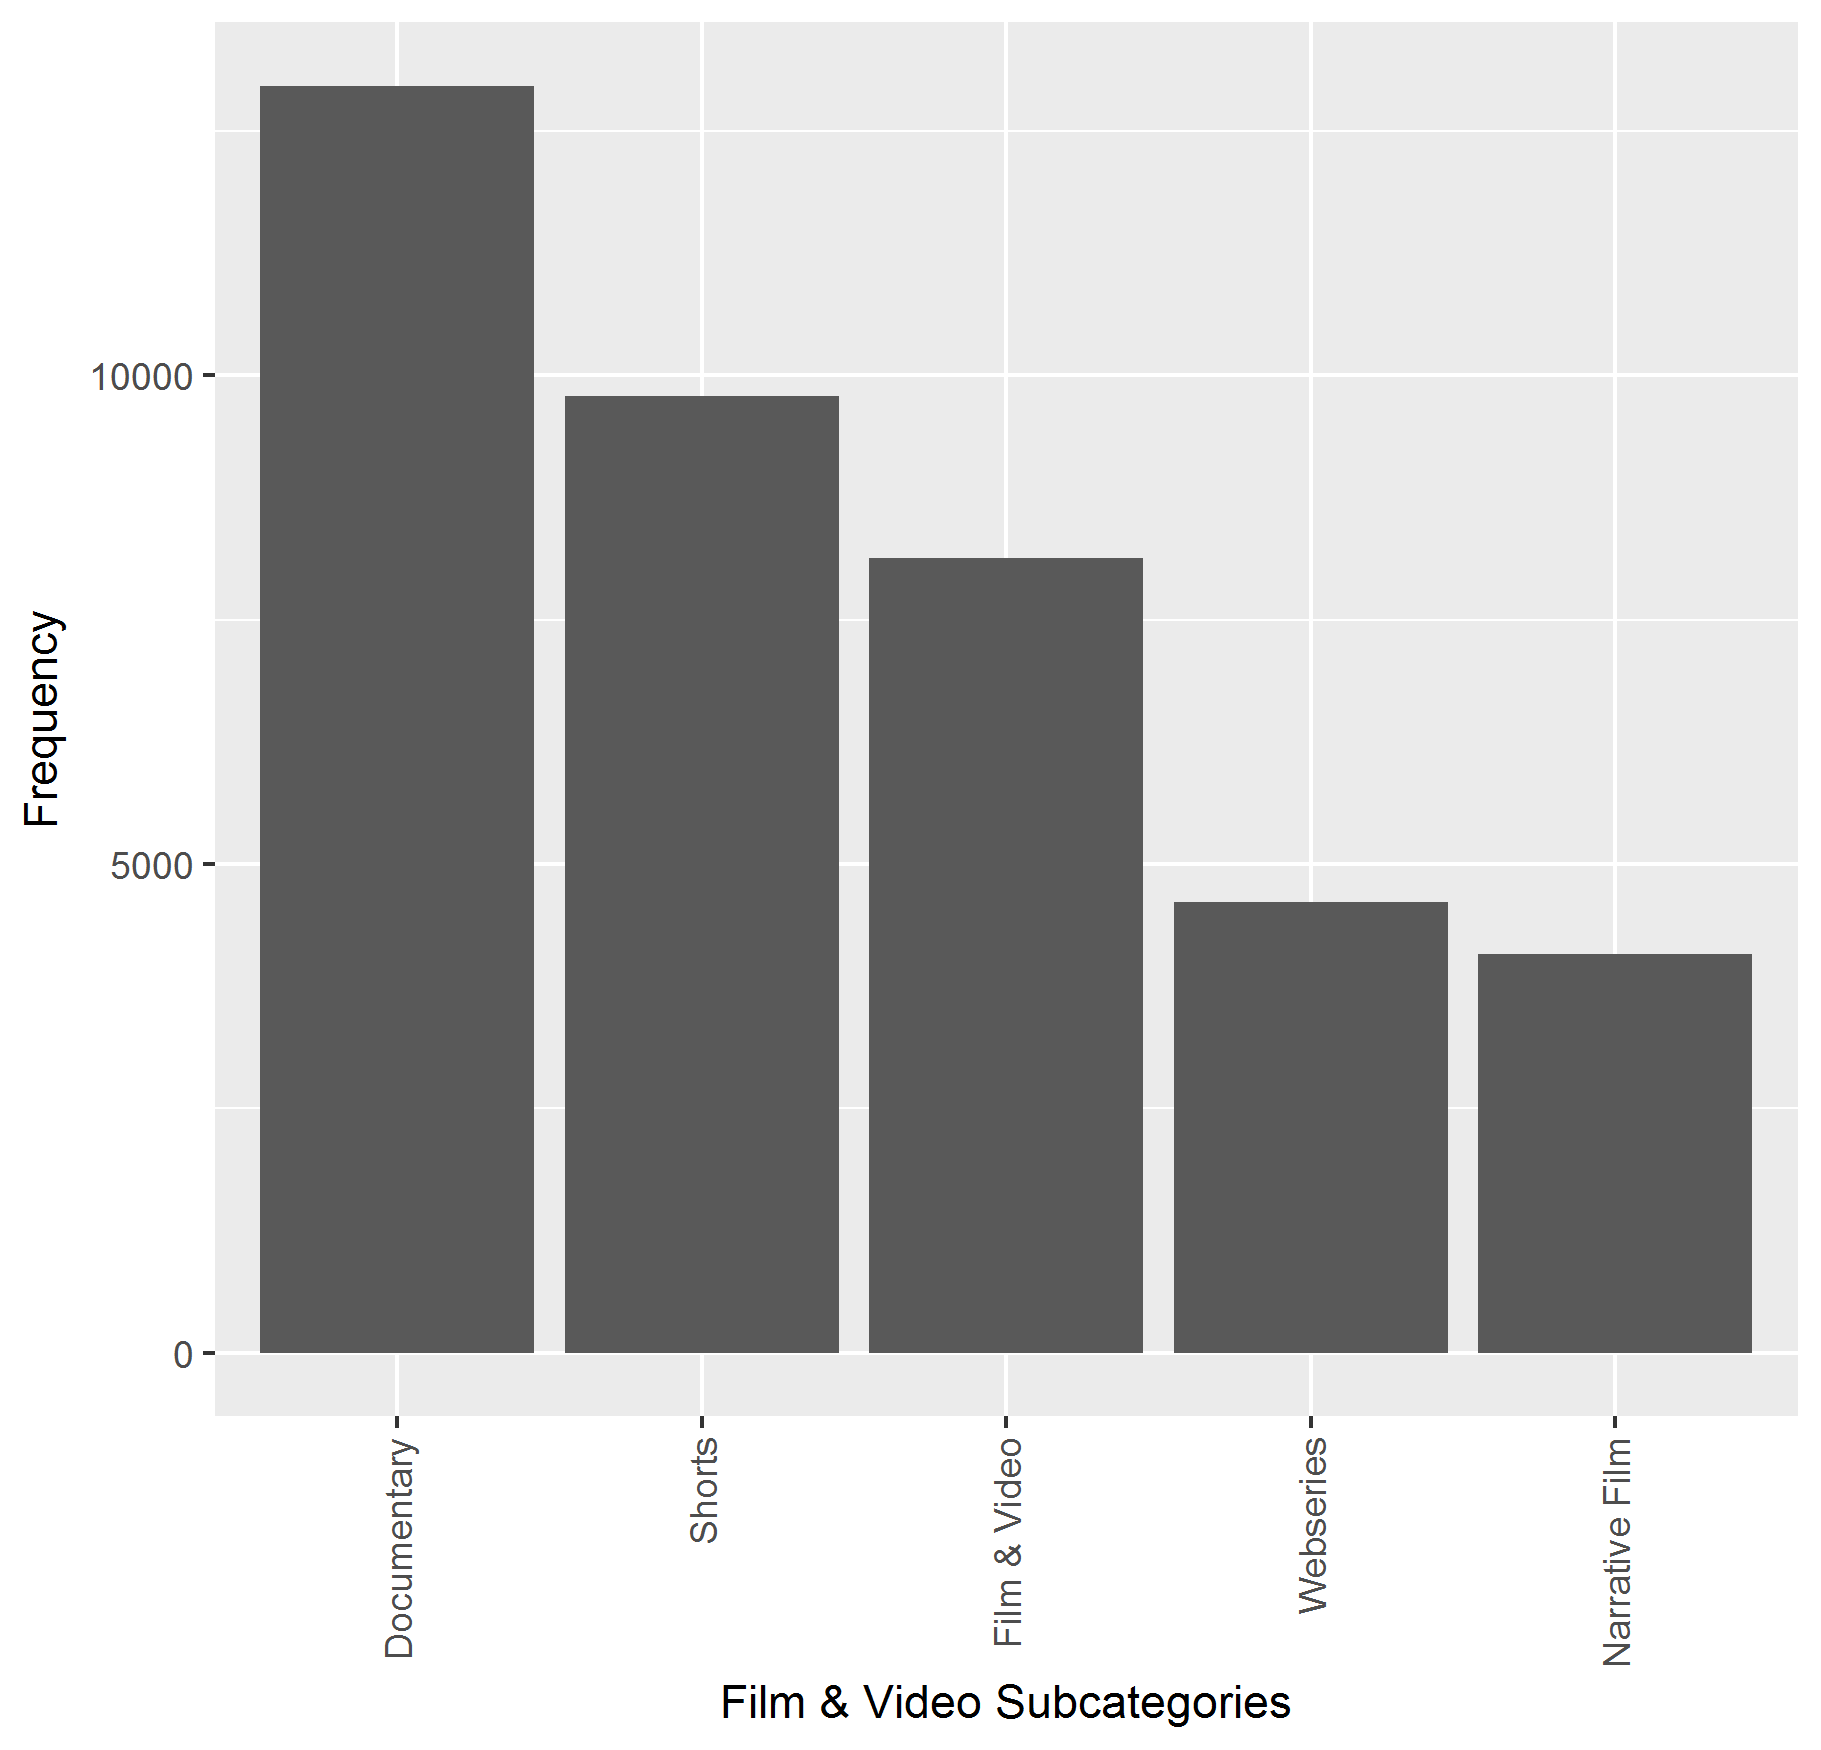 Frequency
10000
5000
0
Documentary
Shorts
Film & Video
Webseries
Narrative Film
Film & Video Subcategories